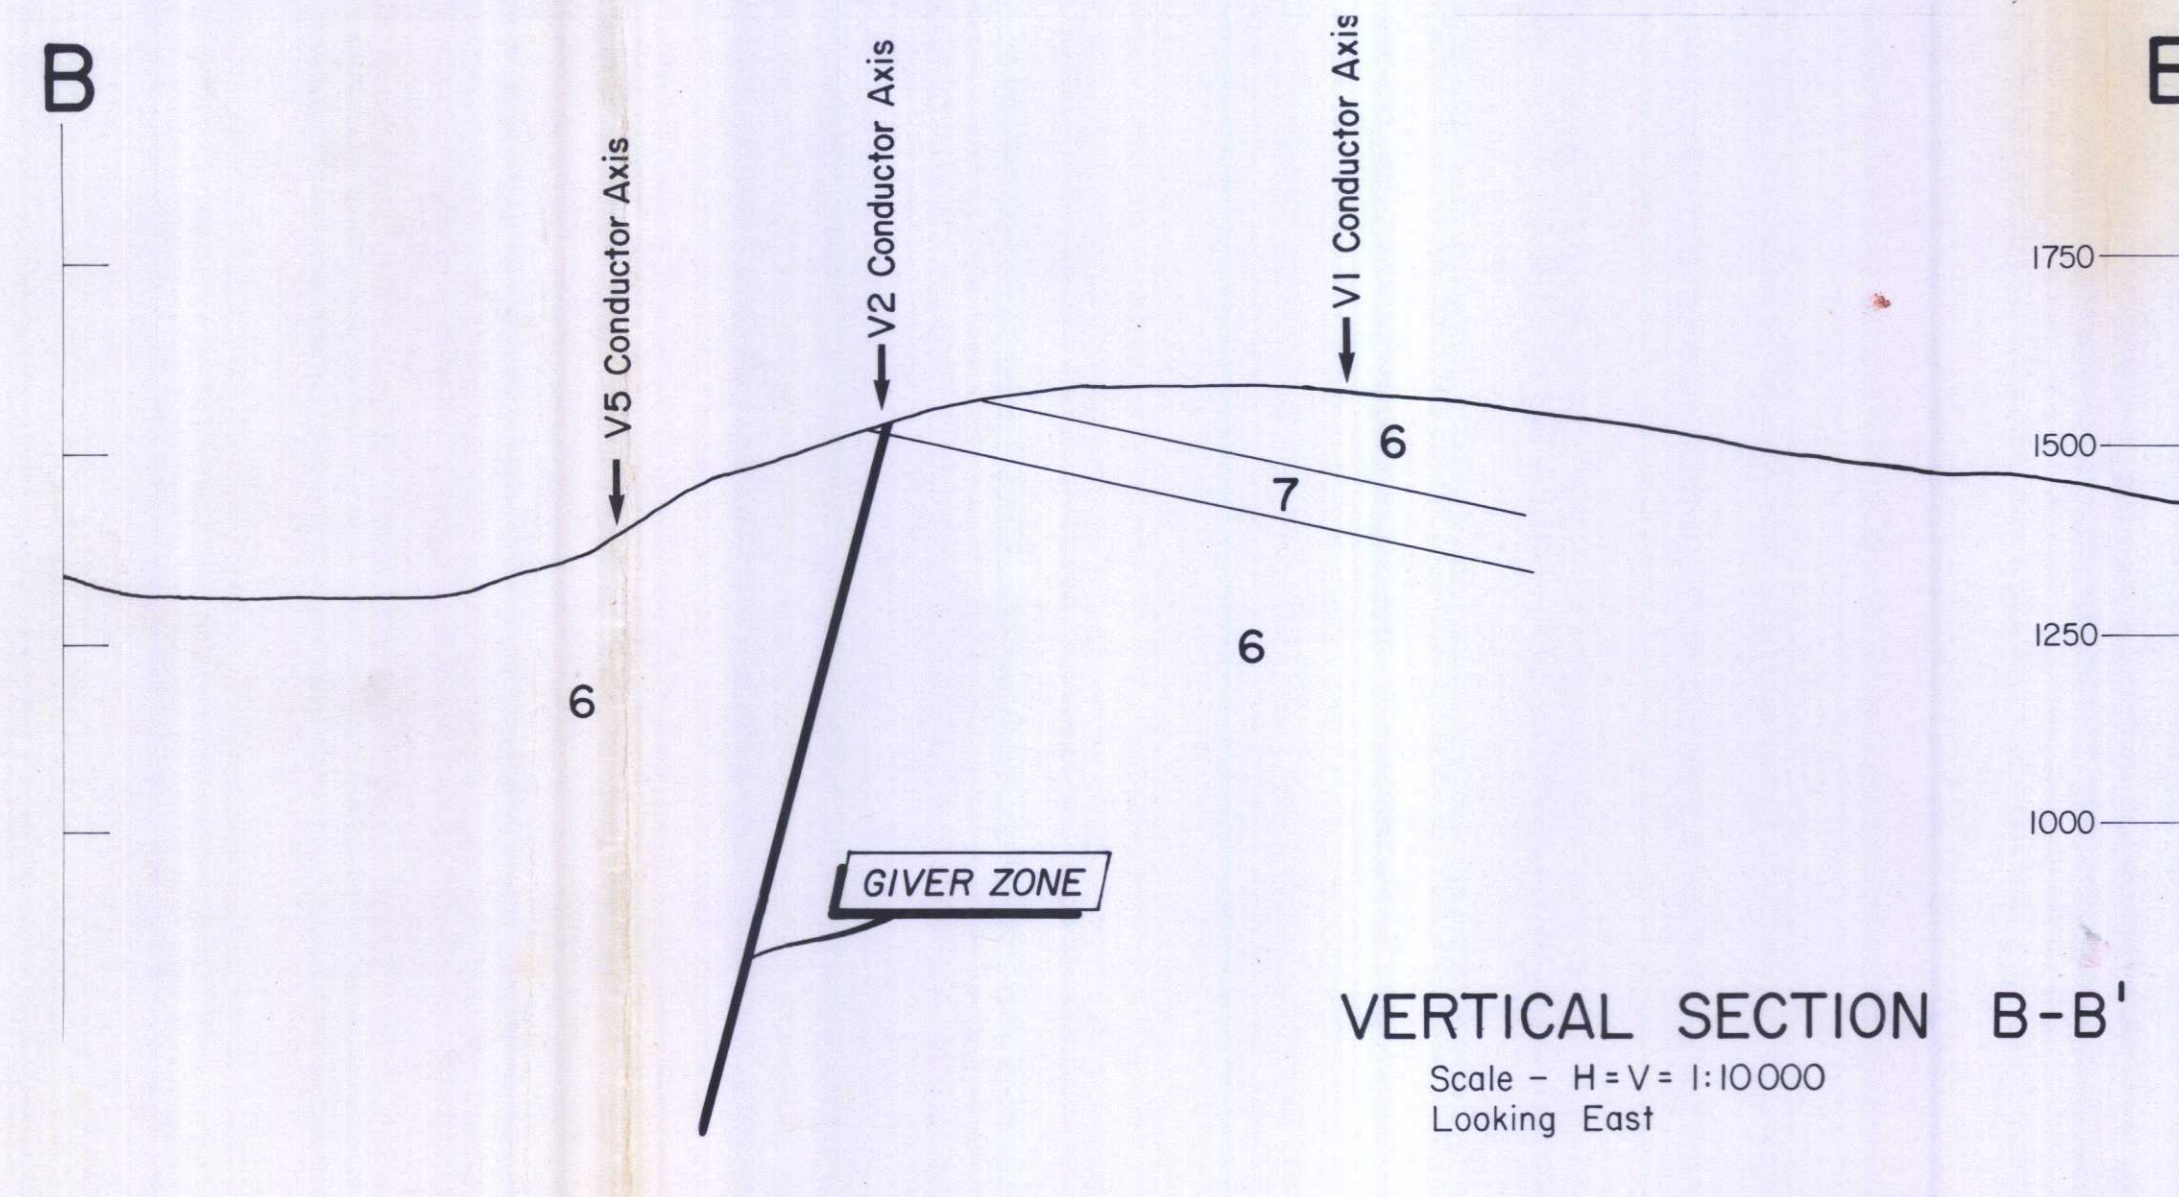 B
V5 Conductor Axis
V2 Conductor Axis
V1 Conductor Axis
1750
1500
1250
1000
6
7
6
6
GIVER ZONE
VERTICAL SECTION B-B'
Scale - H=V= 1:10000
Looking East